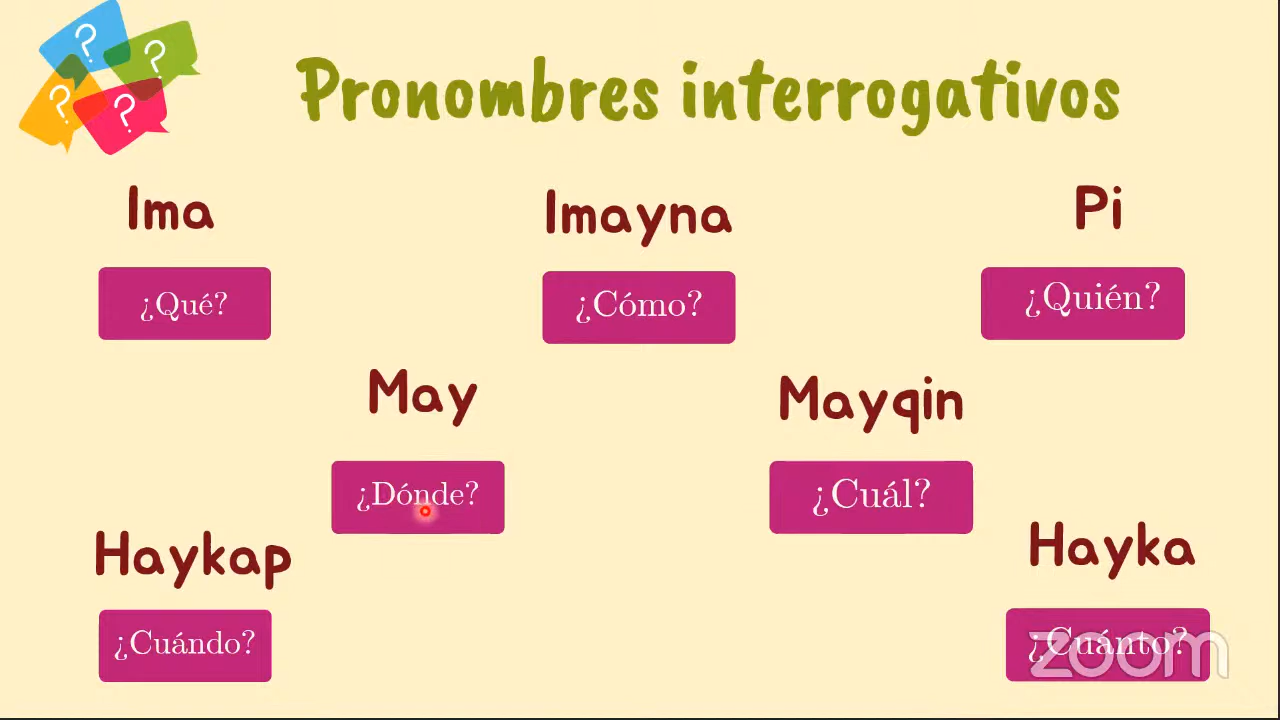 Pronombres interrogativos
Ima
¿Qué?
Imayna
¿Cómo?
Pi
¿Quién?
May
¿Dónde?
Mayqin
¿Cuál?
Haykap
¿Cuándo?
Hayka
¿Cuánto?
zoom